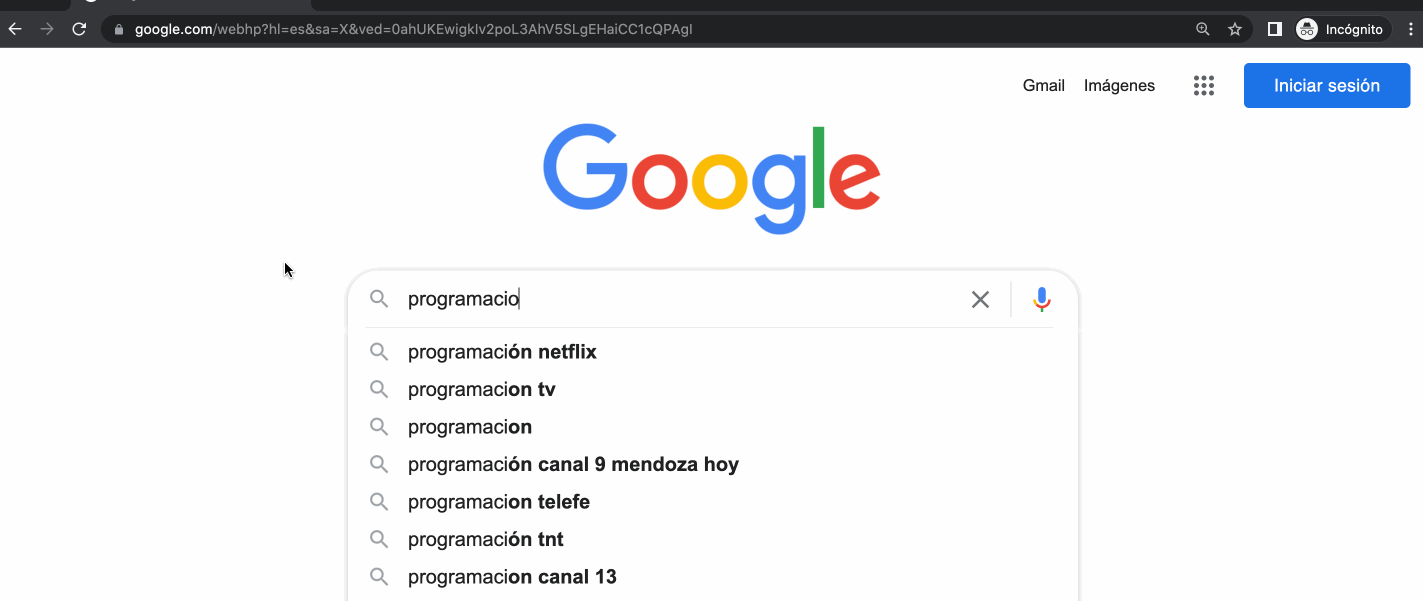 google.com/webhp?hl=es&sa=X&ved=0ahUKEwigkIv2poL3AhV5SLgEHaiCC1cQPAgI
Incógnito
Gmail Imágenes Iniciar sesión
Google
programacio
programación netflix
programacion tv
programacion
programación canal 9 mendoza hoy
programacion telefe
programación tnt
programacion canal 13